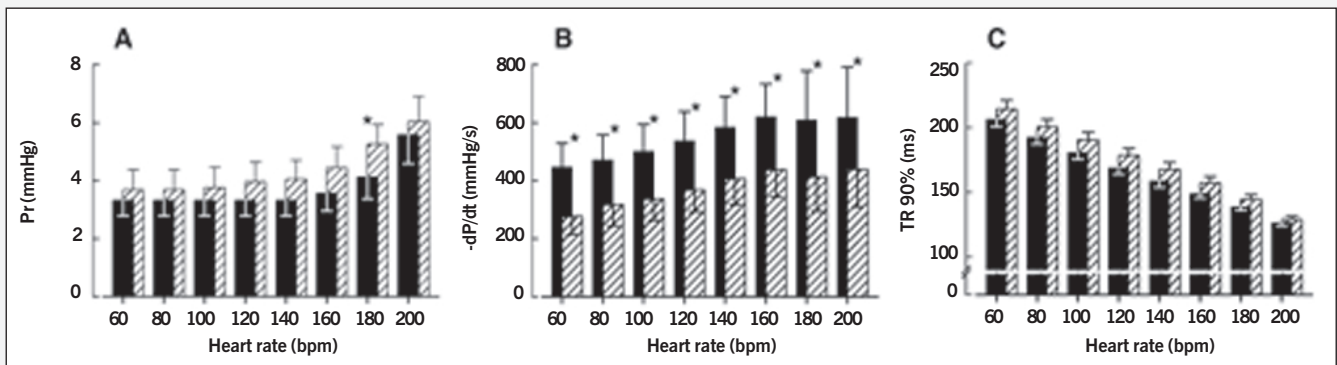 A
8
6
4
2
0
Pr (mmHg)
60 80 100 120 140 160 180 200
Heart rate (bpm)
*
B
800
600
400
200
0
-dP/dt (mmHg/s)
60 80 100 120 140 160 180 200
Heart rate (bpm)
* * * * * * * *
C
250
200
150
100
0
TR 90% (ms)
60 80 100 120 140 160 180 200
Heart rate (bpm)